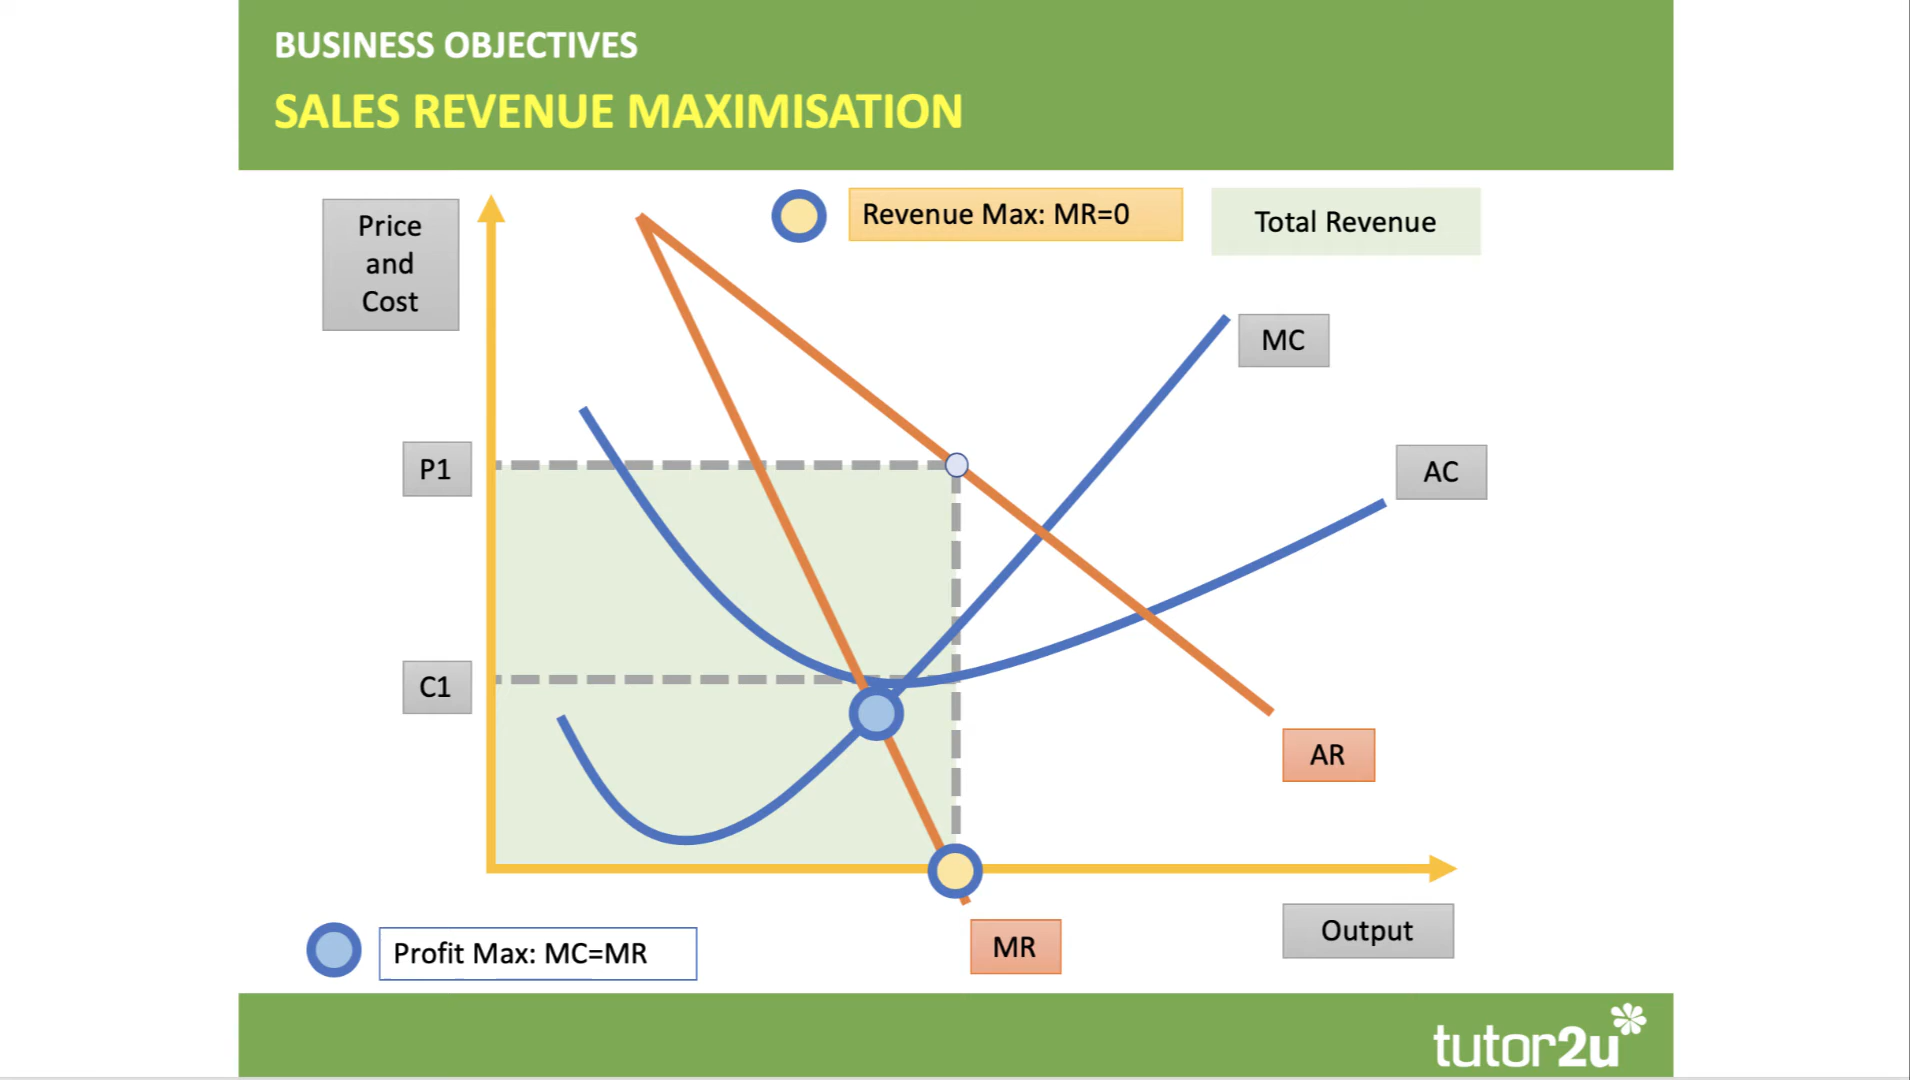 BUSINESS OBJECTIVES
SALES REVENUE MAXIMISATION
Price
and
Cost
Revenue Max: MR=0
Total Revenue
MC
P1
AC
C1
AR
Output
MR
Profit Max: MC=MR
tutor2u